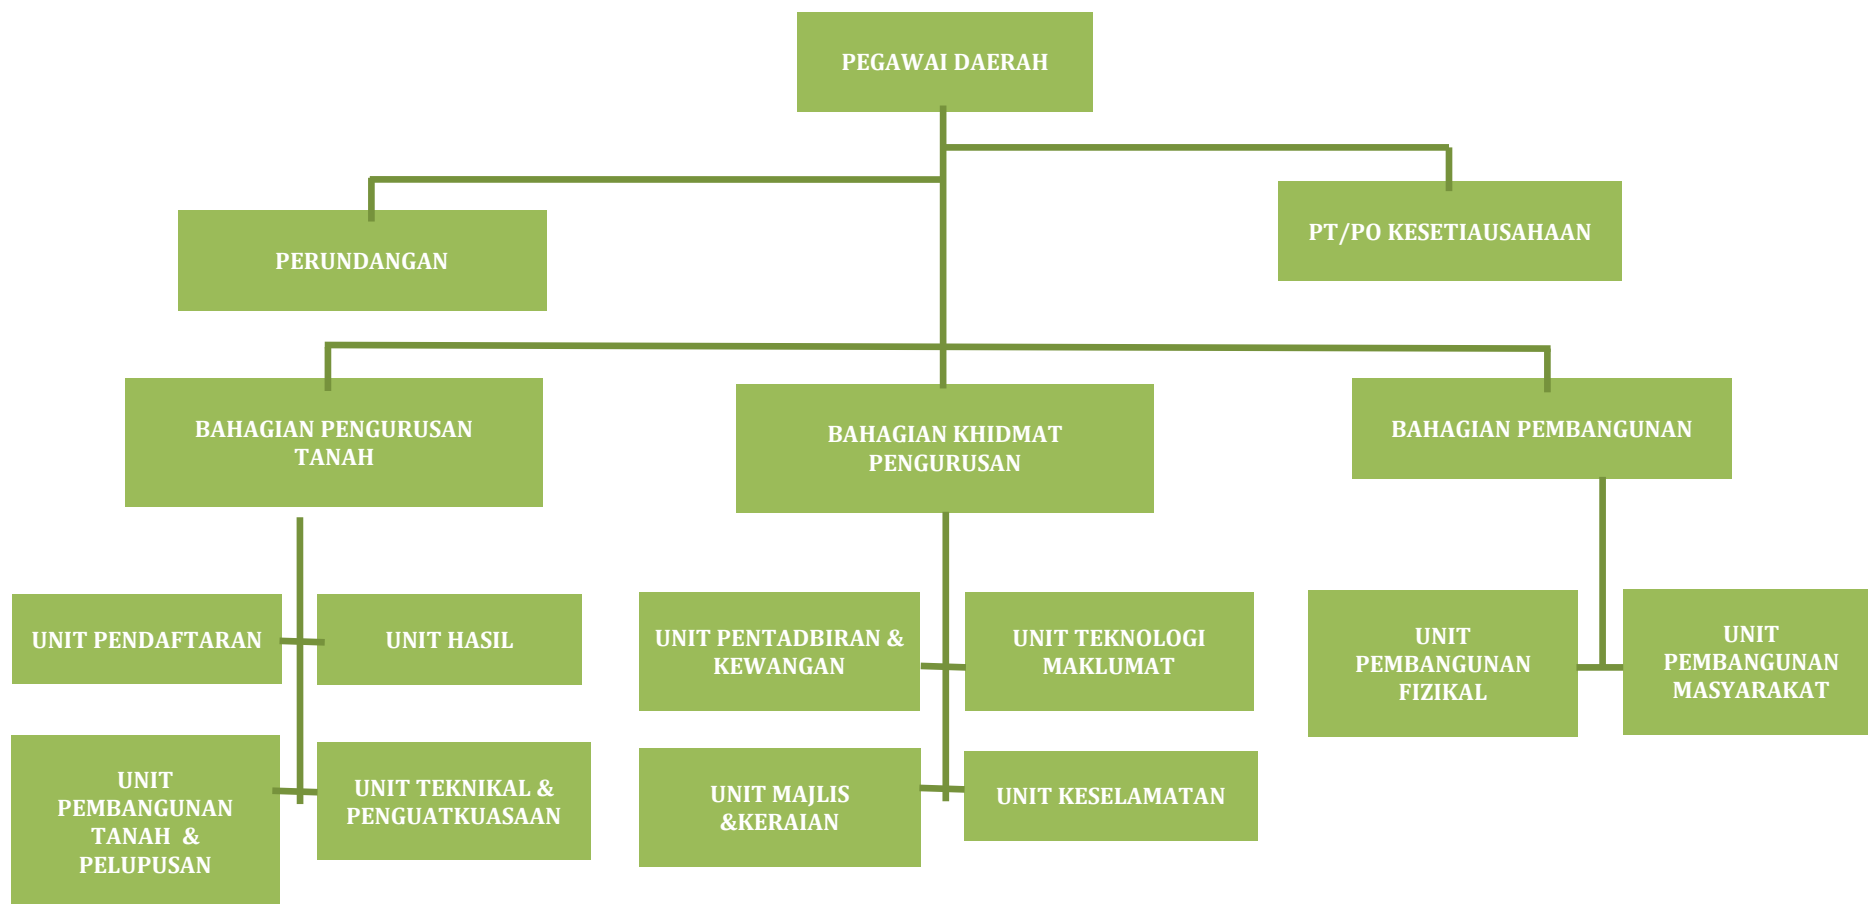 PEGAWAI DAERAH
PT/PO KESETIAUSAHAAN
PERUNDANGAN
BAHAGIAN PENGURUSAN
TANAH
BAHAGIAN KHIDMAT
PENGURUSAN
BAHAGIAN PEMBANGUNAN
UNIT PENDAFTARAN
UNIT HASIL
UNIT PENTADBIRAN &
KEWANGAN
UNIT TEKNOLOGI
MAKLUMAT
UNIT
PEMBANGUNAN
FIZIKAL
UNIT
PEMBANGUNAN
MASYARAKAT
UNIT
PEMBANGUNAN
TANAH &
PELUPUSAN
UNIT TEKNIKAL &
PENGUATKUASAAN
UNIT MAJLIS
&KERAIAN
UNIT KESELAMATAN